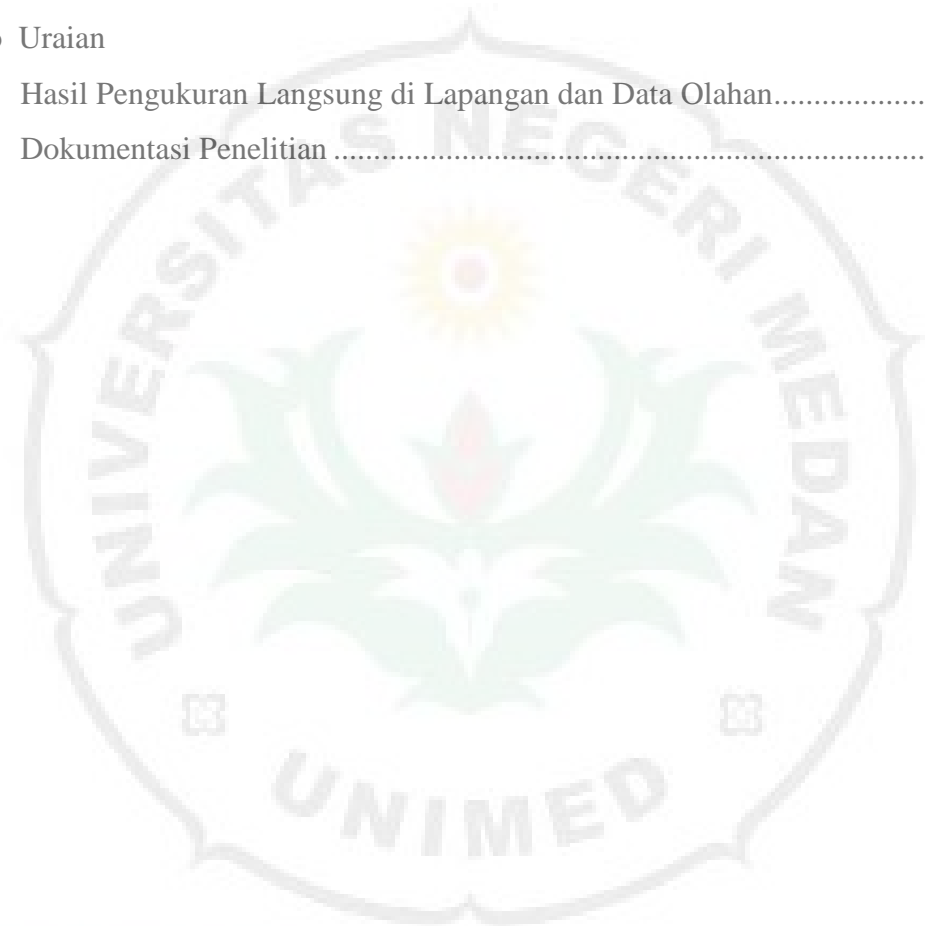 Uraian
Hasil Pengukuran Langsung di Lapangan dan Data Olahan...................
Dokumentasi Penelitian ..........................................................................
UNIVERSITAS NEGERI MEDAN
UNIMED